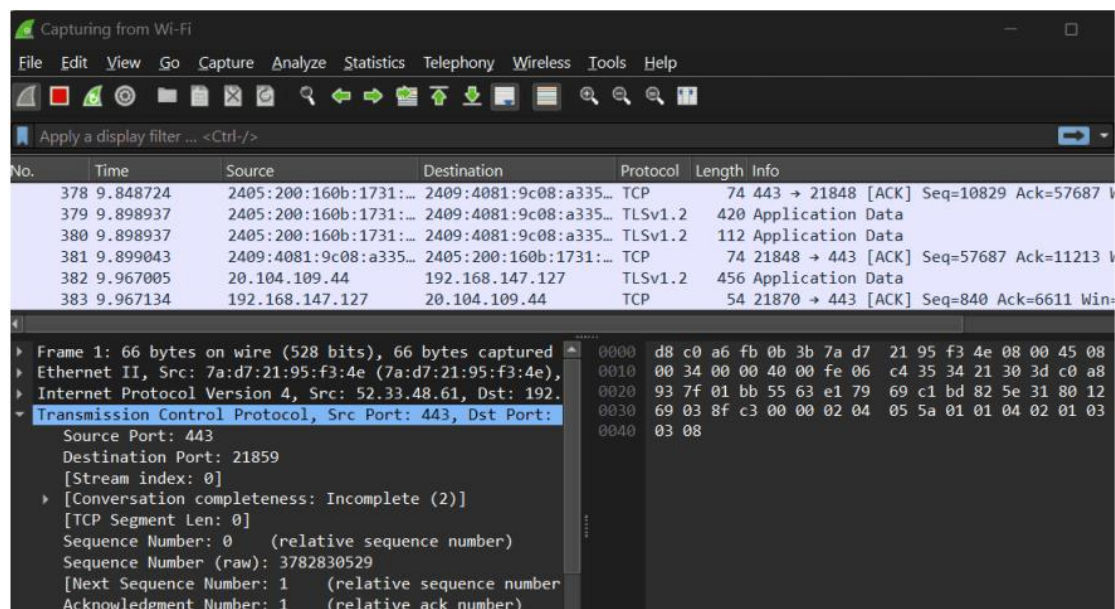 Capturing from Wi-Fi
File Edit View Go Capture Analyze Statistics Telephony Wireless Tools Help
Apply a display filter ... <Ctrl-/>
No. Time Source Destination Protocol Length Info
378 9.848724 2405:200:160b:1731:… 2409:4081:9c08:a335… TCP 74 443 → 21848 [ACK] Seq=10829 Ack=57687
379 9.898937 2405:200:160b:1731:… 2409:4081:9c08:a335… TLSv1.2 420 Application Data
380 9.898937 2405:200:160b:1731:… 2409:4081:9c08:a335… TLSv1.2 112 Application Data
381 9.899043 2409:4081:9c08:a335… 2405:200:160b:1731:… TCP 74 21848 → 443 [ACK] Seq=57687 Ack=11213
382 9.967005 20.104.109.44 192.168.147.127 TLSv1.2 456 Application Data
383 9.967134 192.168.147.127 20.104.109.44 TCP 54 21870 → 443 [ACK] Seq=840 Ack=6611 Win=
Frame 1: 66 bytes on wire (528 bits), 66 bytes captured
Ethernet II, Src: 7a:d7:21:95:f3:4e (7a:d7:21:95:f3:4e),
Internet Protocol Version 4, Src: 52.33.48.61, Dst: 192.
Transmission Control Protocol, Src Port: 443, Dst Port:
Source Port: 443
Destination Port: 21859
[Stream index: 0]
[Conversation completeness: Incomplete (2)]
[TCP Segment Len: 0]
Sequence Number: 0 (relative sequence number)
Sequence Number (raw): 3782830529
[Next Sequence Number: 1 (relative sequence number
Acknowledgment Number: 1 (relative ack number)
0000 d8 c0 a6 fb 0b 3b 7a d7 21 95 f3 4e 08 00 45 08
0010 00 34 00 00 40 00 fe 06 c4 35 34 21 30 3d c0 a8
0020 93 7f 01 bb 55 63 e1 79 69 c1 bd 82 5e 31 80 12
0030 69 03 8f c3 00 00 02 04 05 5a 01 01 04 02 01 03
0040 03 08